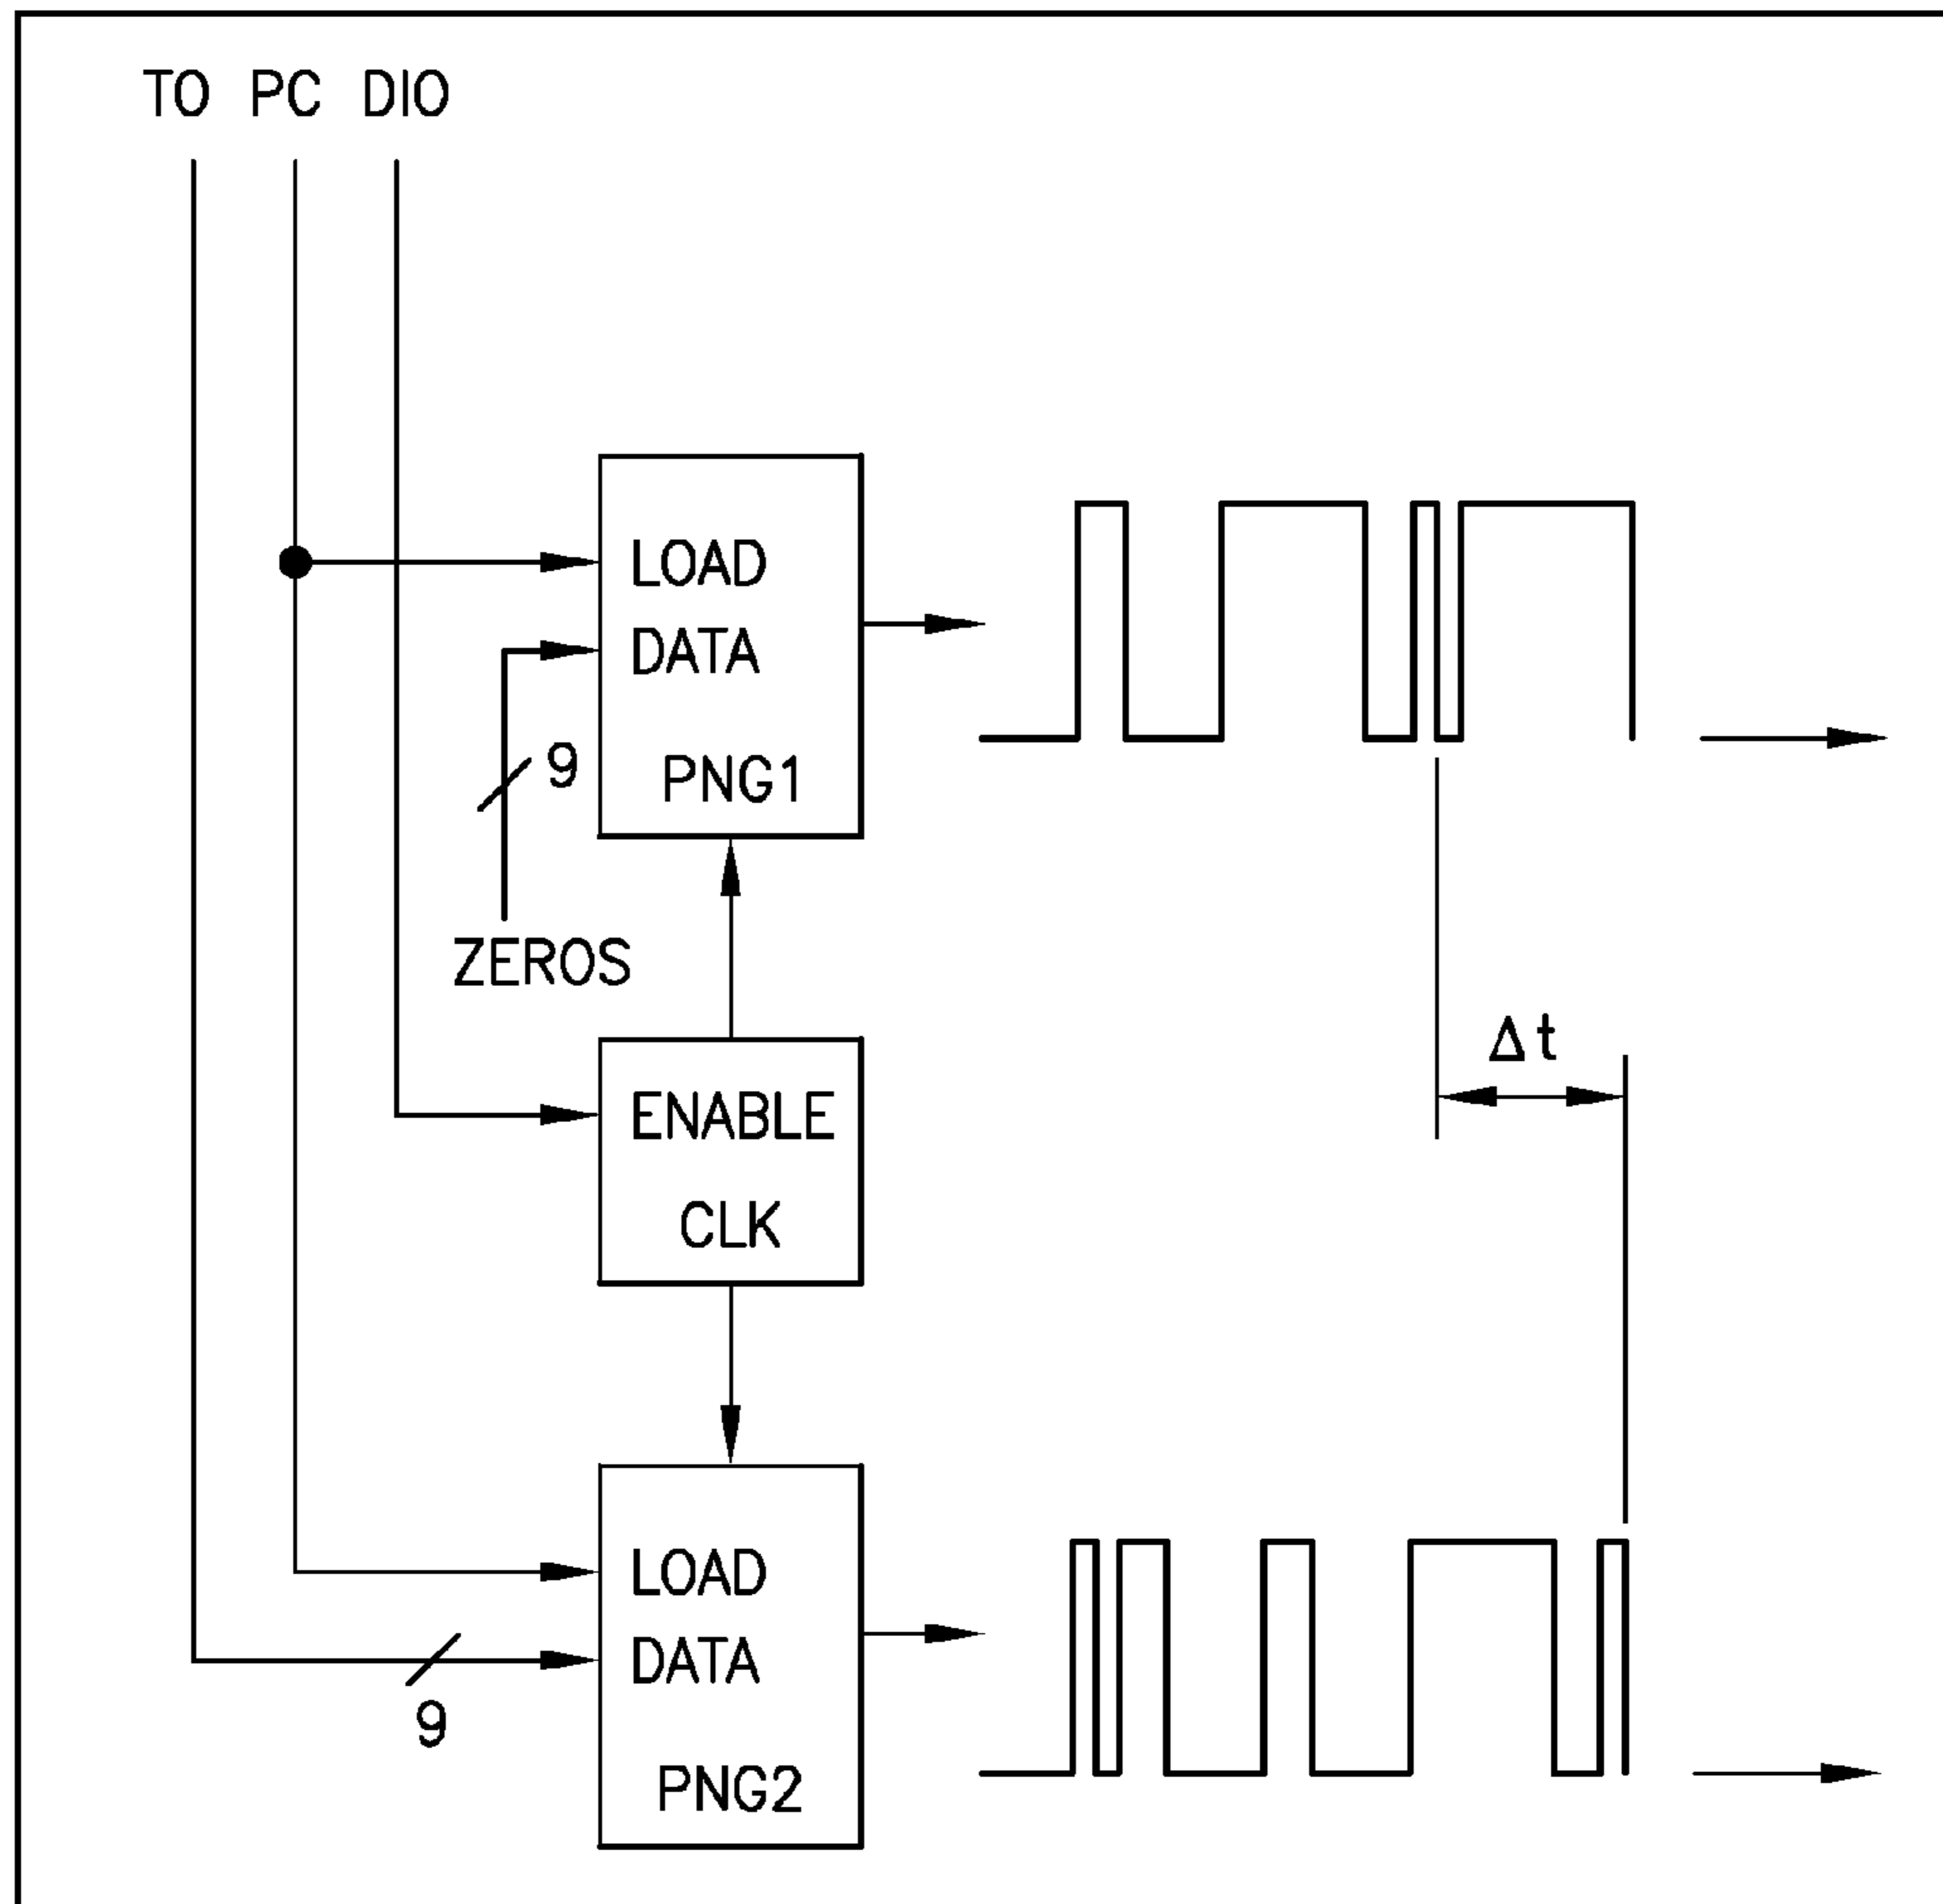 TO PC DIO
LOAD
DATA
9
PNG1
ZEROS
Δt
ENABLE
CLK
LOAD
DATA
9
PNG2